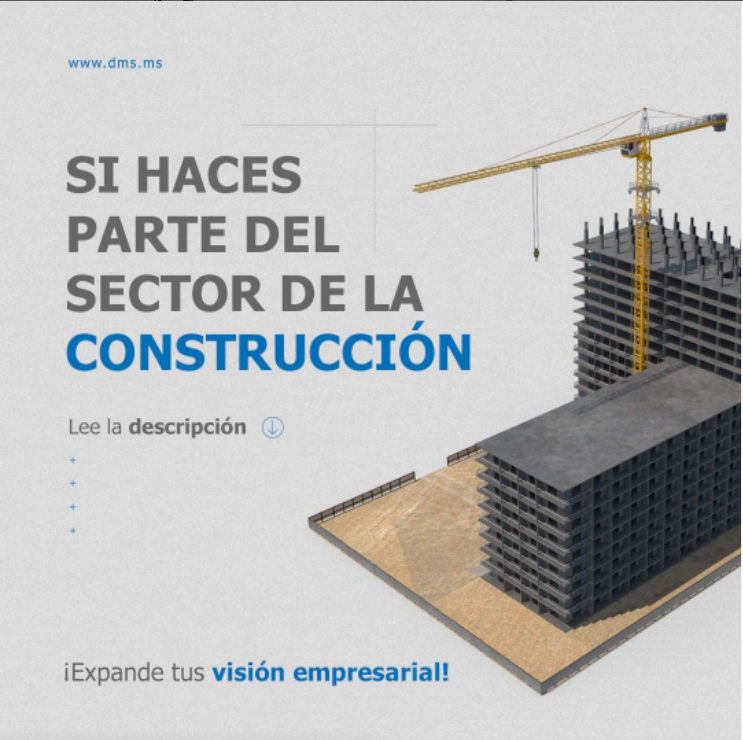 www.dms.ms
SI HACES
PARTE DEL
SECTOR DE LA
CONSTRUCCIÓN
Lee la descripción
¡Expande tus visión empresarial!